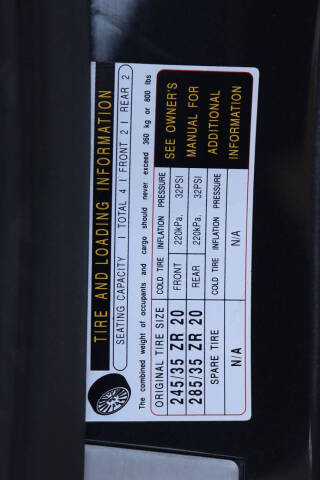 TIRE AND LOADING INFORMATION
SEATING CAPACITY | TOTAL 4 | FRONT 2 | REAR 2
The combined weight of occupants and cargo should never exceed 360 kg or 800 lbs
ORIGINAL TIRE SIZE COLD TIRE INFLATION PRESSURE
245/35 ZR 20 FRONT 220kPa, 32PSI
285/35 ZR 20 REAR 220kPa, 32PSI
SPARE TIRE COLD TIRE INFLATION PRESSURE
N/A N/A
SEE OWNER'S
MANUAL FOR
ADDITIONAL
INFORMATION